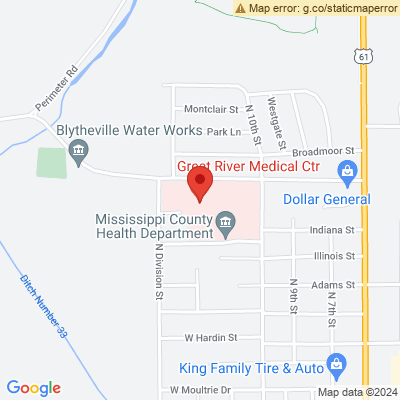 Map error: g.co/staticmaperror
61
Perimeter Rd
Montclair St
N 10th St
Westgate St
Park Ln
Blytheville Water Works
Broadmoor St
Great River Medical Ctr
Dollar General
Mississippi County
Health Department
Indiana St
N Division St
Illinois St
Ditch Number 33
Adams St
N 9th St
N 7th St
W Hardin St
King Family Tire & Auto
Google
W Moultrie Dr
Map data ©2024